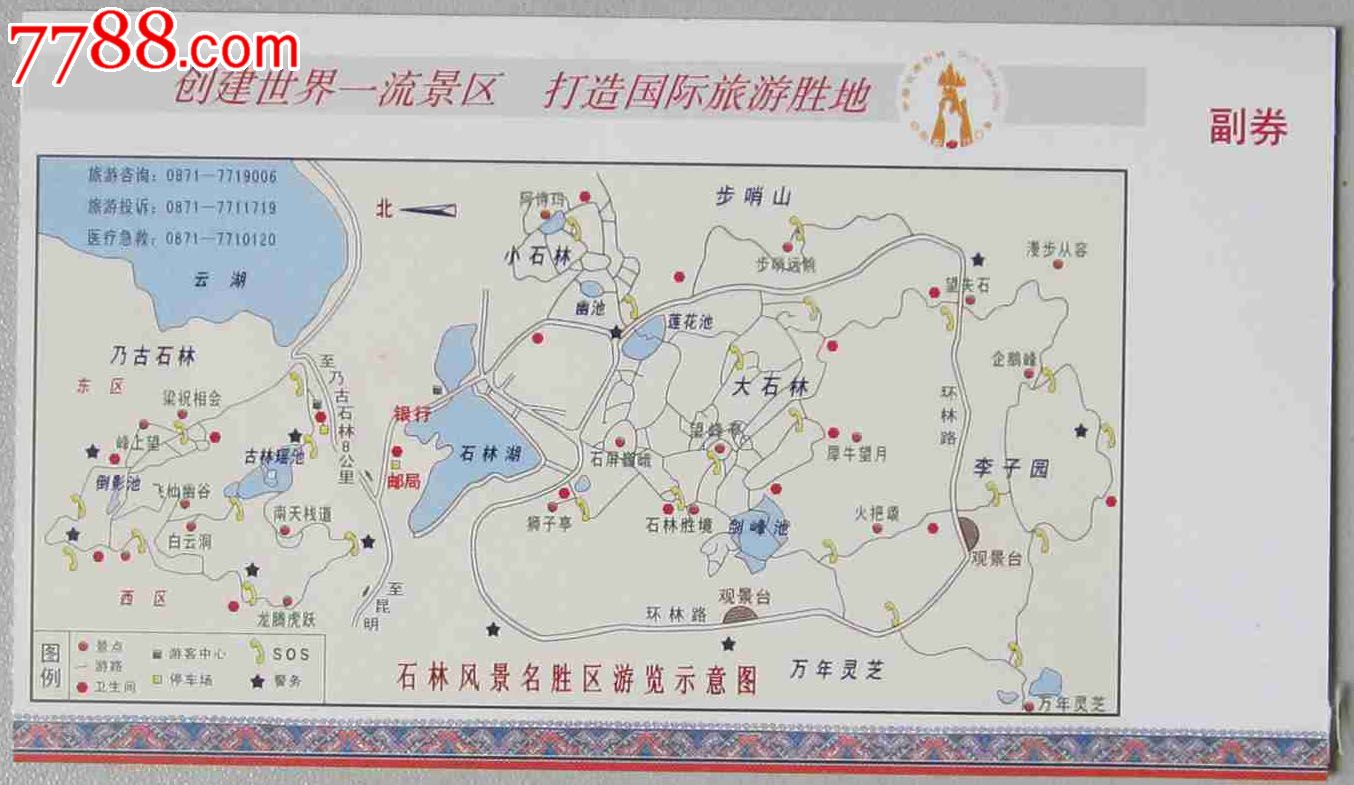 7788.com
创建世界一流景区 打造国际旅游胜地
副券
旅游咨询：0871—7719006
旅游投诉：0871—7711719
医疗急救：0871—7710120
北
步哨山
阿诗玛
小石林
步哨远眺
漫步从容
云湖
望夫石
幽池
莲花池
乃古石林
东区
至乃古石林8公里
企鹅峰
大石林
梁祝相会
环林路
银行
峰上望
望峰亭
石林湖
石屏巍峨
犀牛望月
古林瑶池
李子园
倒影池
飞仙幽谷
邮局
南天栈道
狮子亭
石林胜境
剑峰池
火把颂
白云洞
观景台
西区
至昆明
观景台
环林路
龙腾虎跃
图例
景点
游路
卫生间
游客中心
停车场
SOS
警务
石林风景名胜区游览示意图
万年灵芝
万年灵芝